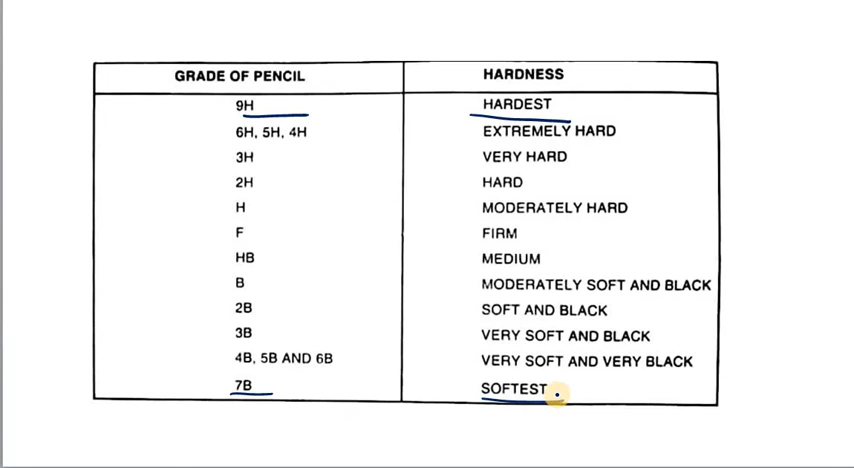 GRADE OF PENCIL HARDNESS
9H HARDEST
6H, 5H, 4H EXTREMELY HARD
3H VERY HARD
2H HARD
H MODERATELY HARD
F FIRM
HB MEDIUM
B MODERATELY SOFT AND BLACK
2B SOFT AND BLACK
3B VERY SOFT AND BLACK
4B, 5B AND 6B VERY SOFT AND VERY BLACK
7B SOFTEST